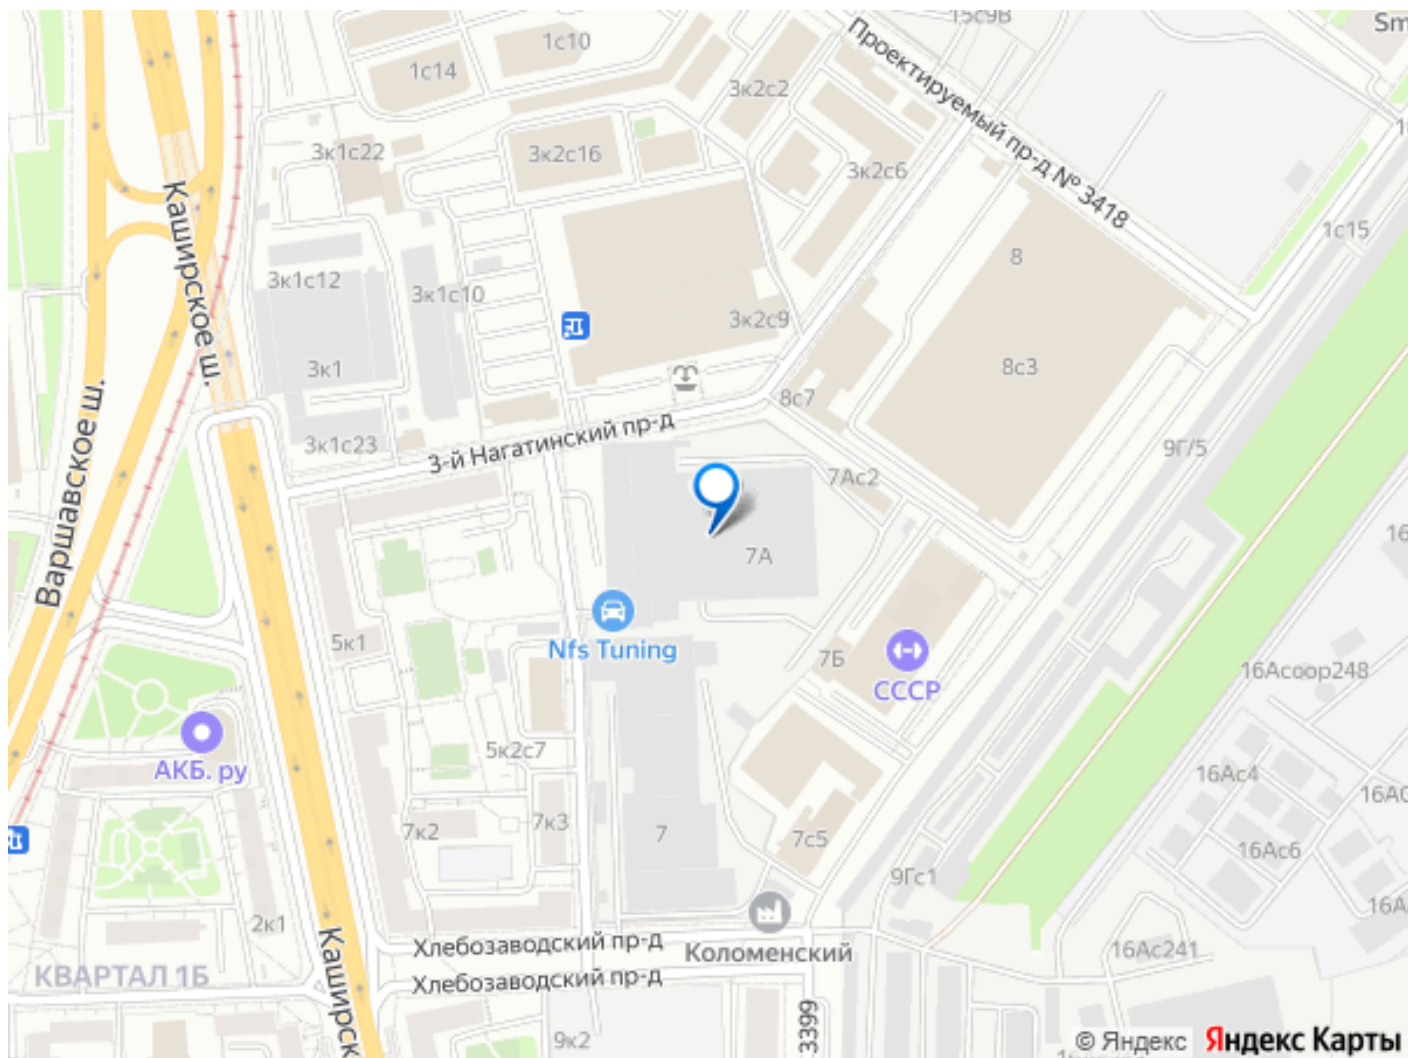 15с9В
Sm
1с10
1с14
Проектируемый пр-д № 3418
3к2с2
3к1с22
3к2с16
3к2с6
Каширское ш.
1с15
8
3к1с12
3к1с10
3к2с9
3к1
8с3
8с7
Варшавское ш.
3-й Нагатинский пр-д
3к1с23
9Г/5
7Ас2
7А
Nfs Tuning
5к1
7Б
СССР
16Асоор248
5к2с7
АКБ. ру
16Ас4
7к2
7к3
7
7с5
16Ас6
9Гс1
2к1
Хлебозаводский пр-д
Коломенский
16Ас241
КВАРТАЛ 1Б
Хлебозаводский пр-д
Каширск
3399
9к2
© Яндекс Яндекс Карты